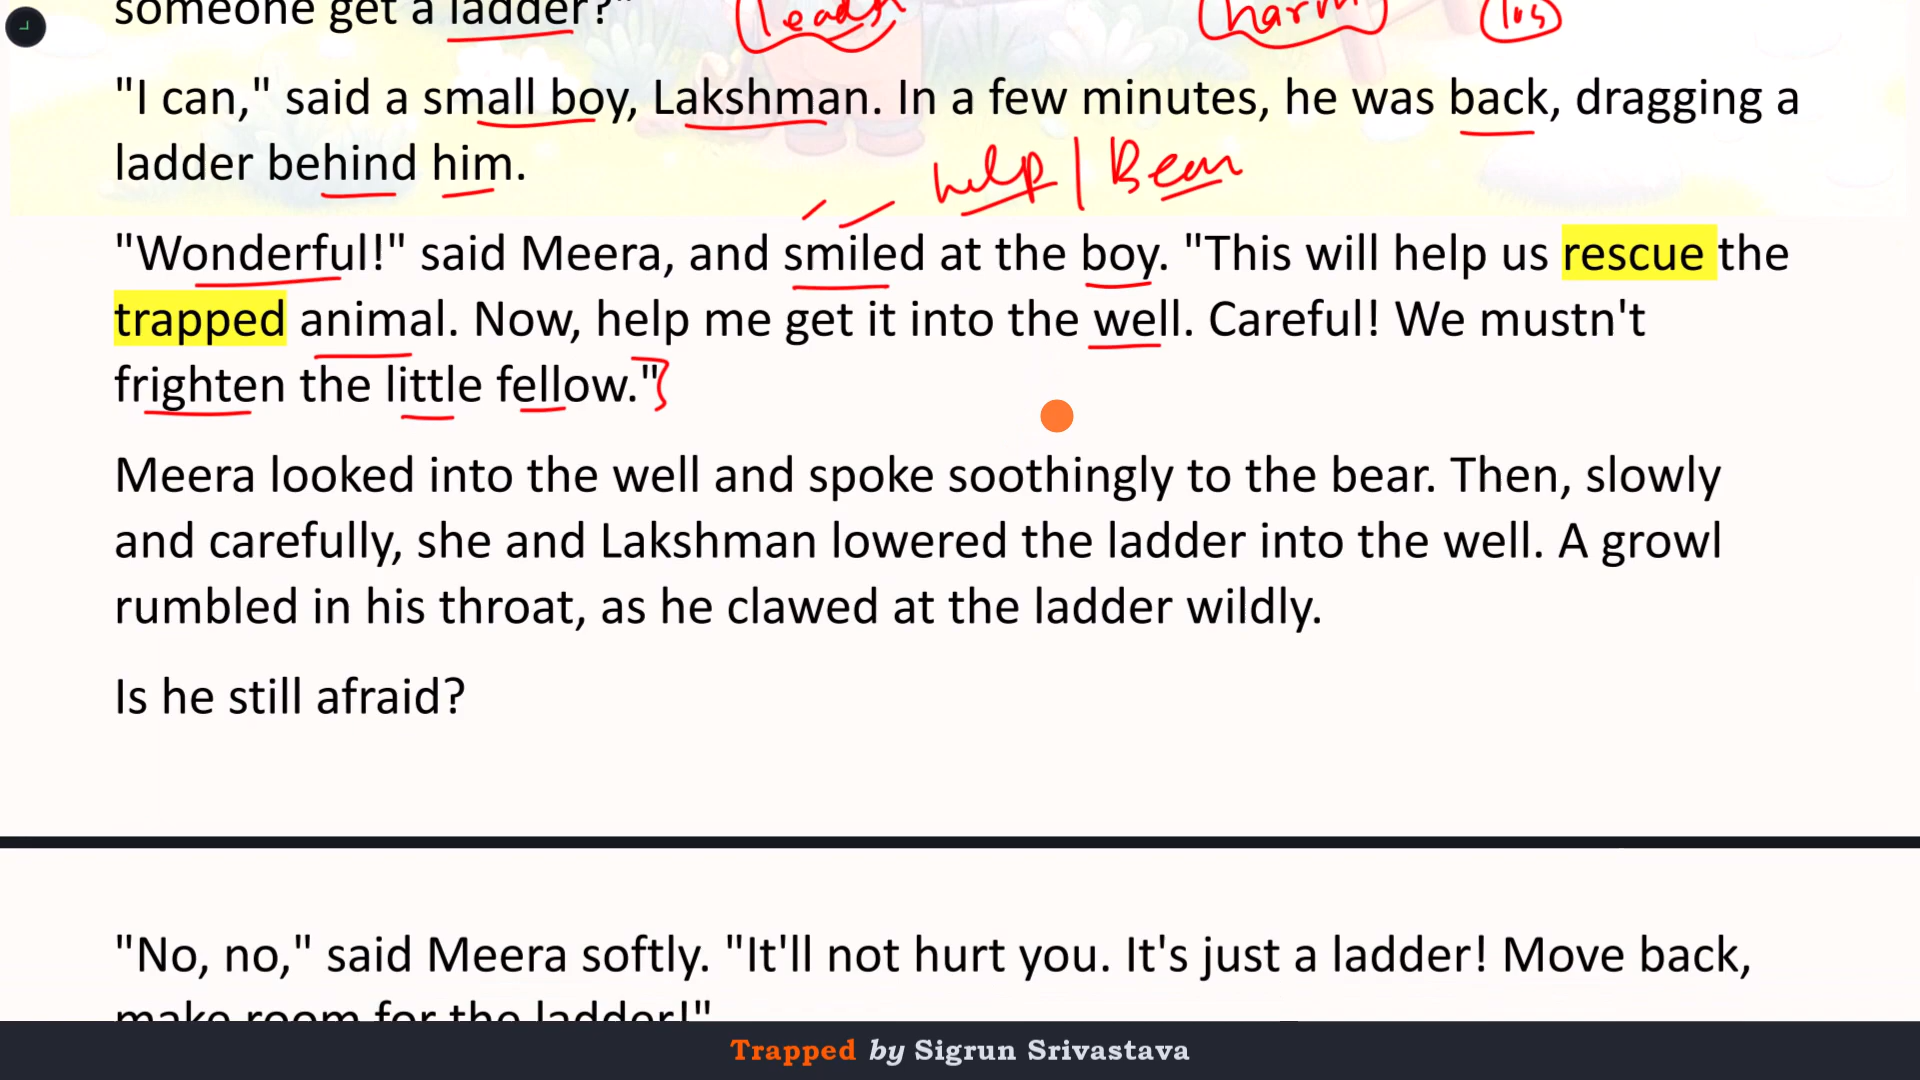 someone get a ladder?"
"I can," said a small boy, Lakshman. In a few minutes, he was back, dragging a
ladder behind him.
help | Bear
"Wonderful!" said Meera, and smiled at the boy. "This will help us rescue the
trapped animal. Now, help me get it into the well. Careful! We mustn't
frighten the little fellow."
Meera looked into the well and spoke soothingly to the bear. Then, slowly
and carefully, she and Lakshman lowered the ladder into the well. A growl
rumbled in his throat, as he clawed at the ladder wildly.
Is he still afraid?
"No, no," said Meera softly. "It'll not hurt you. It's just a ladder! Move back,
make room for the ladder!"
Trapped by Sigrun Srivastava